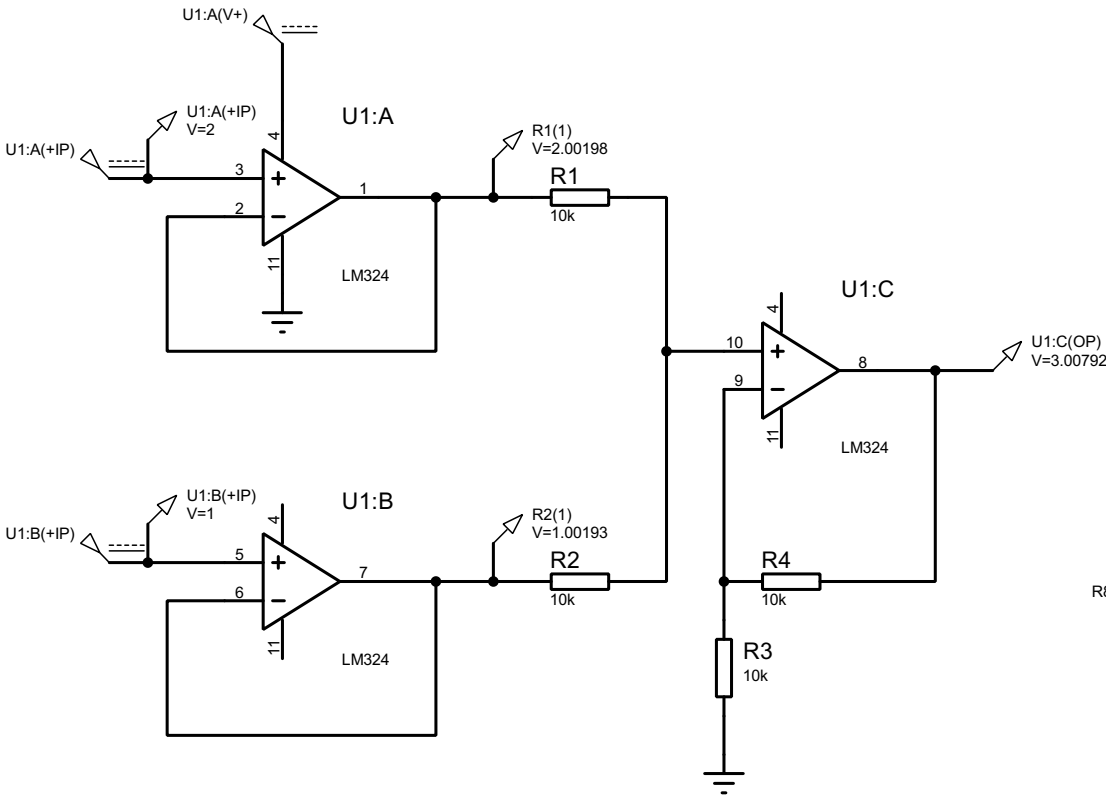 U1:A(V+)
U1:A
U1:A(+IP)
V=2
U1:A(+IP)
R1(1)
V=2.00198
4
3
2
1
11
R1
10k
LM324
U1:C
4
10
9
8
11
U1:C(OP)
V=3.00792
LM324
U1:B(+IP)
V=1
U1:B
U1:B(+IP)
R2(1)
V=1.00193
4
5
6
7
11
R2
10k
LM324
R4
10k
R3
10k